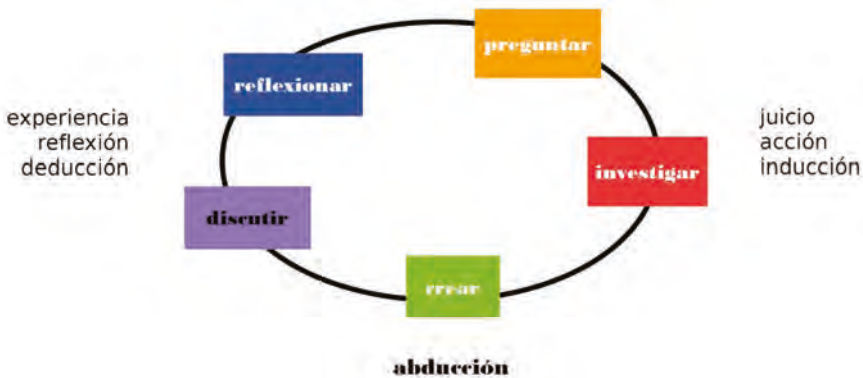 preguntar
reflexionar
experiencia
reflexión
deducción
juicio
acción
inducción
investigar
discutir
crear
abducción